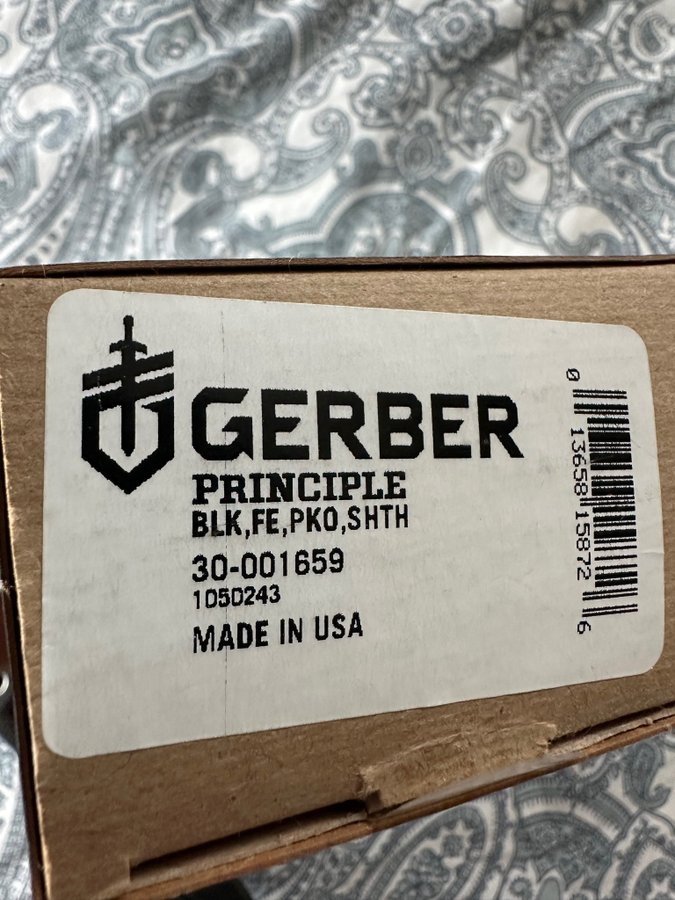 GERBER
PRINCIPLE
BLK,FE,PKO,SHTH
30-001659
1050243
MADE IN USA
0 13658 15872 6